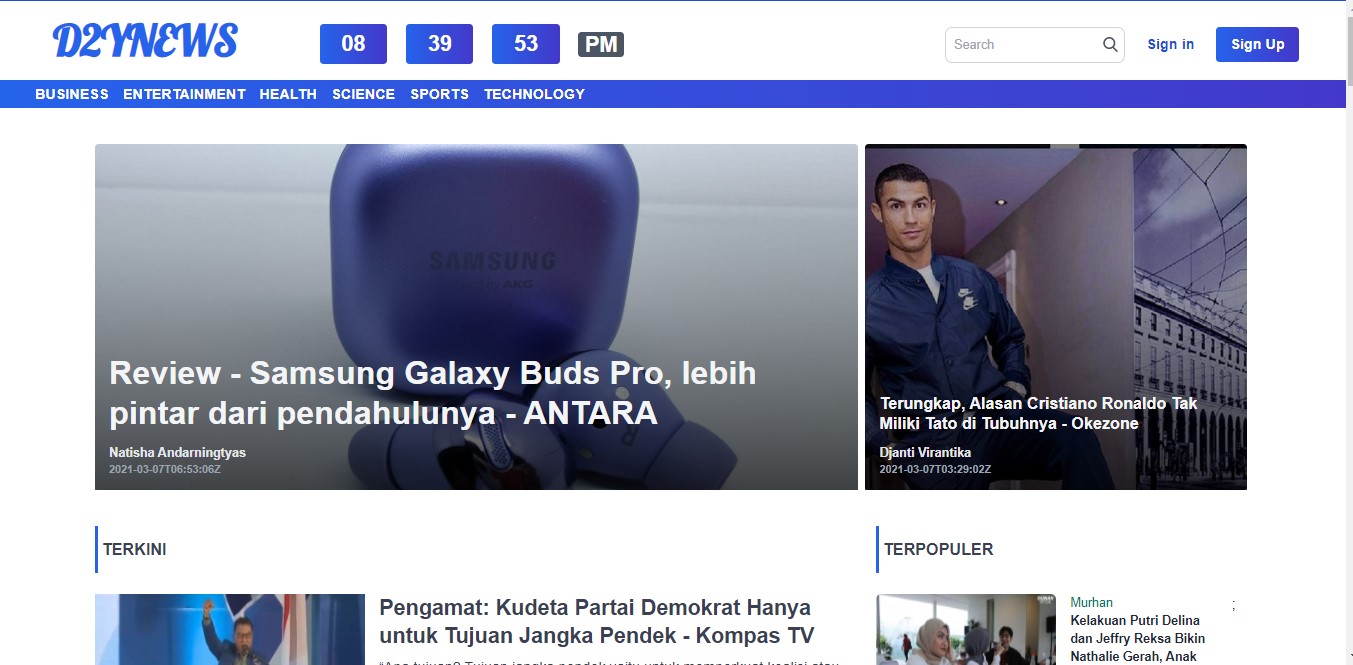 D2YNEWS
08 39 53 PM
Search
Sign in
Sign Up
BUSINESS ENTERTAINMENT HEALTH SCIENCE SPORTS TECHNOLOGY
SAMSUNG
AKG
Review - Samsung Galaxy Buds Pro, lebih
pintar dari pendahulunya - ANTARA
Natisha Andarningtyas
2021-03-07T06:53:06Z
Terungkap, Alasan Cristiano Ronaldo Tak
Miliki Tato di Tubuhnya - Okezone
Djanti Virantika
2021-03-07T03:29:02Z
TERKINI
Pengamat: Kudeta Partai Demokrat Hanya
untuk Tujuan Jangka Pendek - Kompas TV
TERPOPULER
Murhan
;
Kelakuan Putri Delina
dan Jeffry Reksa Bikin
Nathalie Gerah, Anak